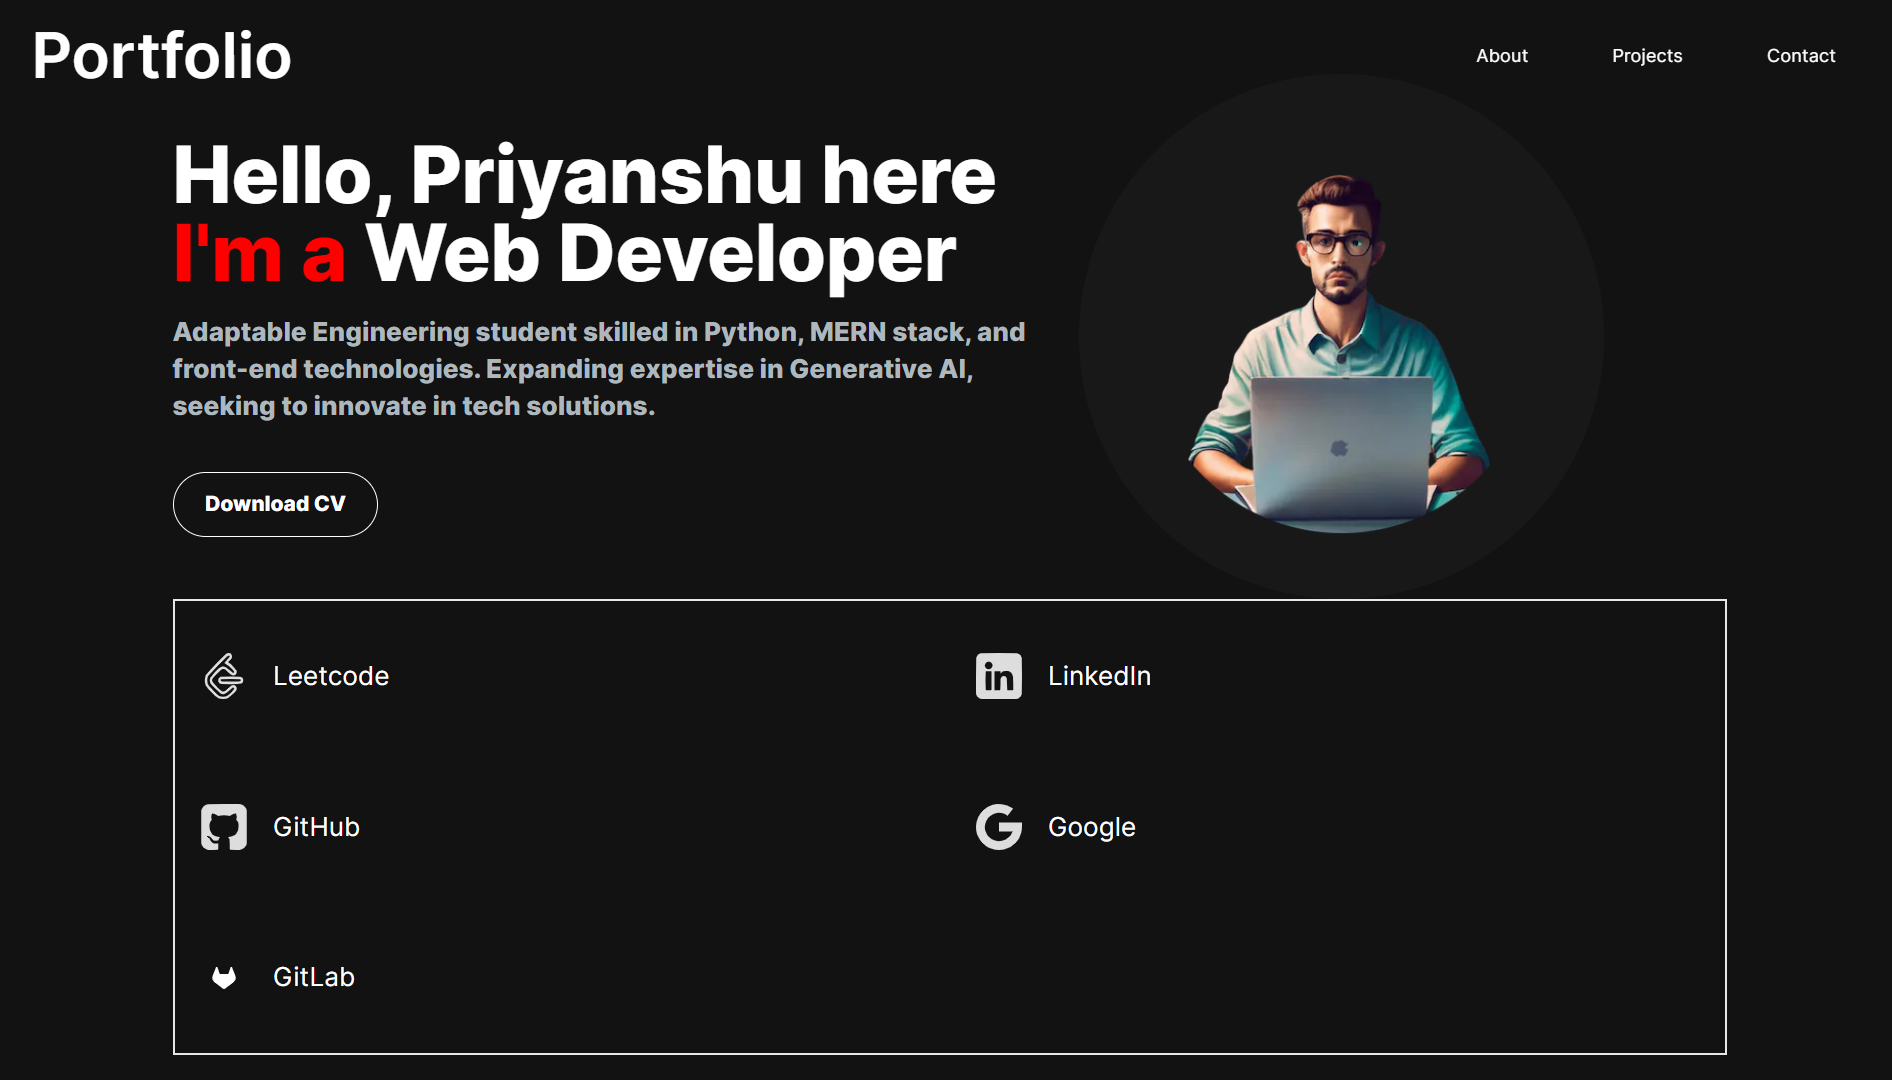 Portfolio
About
Projects
Contact
Hello, Priyanshu here
I'm a Web Developer
Adaptable Engineering student skilled in Python, MERN stack, and
front-end technologies. Expanding expertise in Generative AI,
seeking to innovate in tech solutions.
Download CV
Leetcode
LinkedIn
GitHub
Google
GitLab